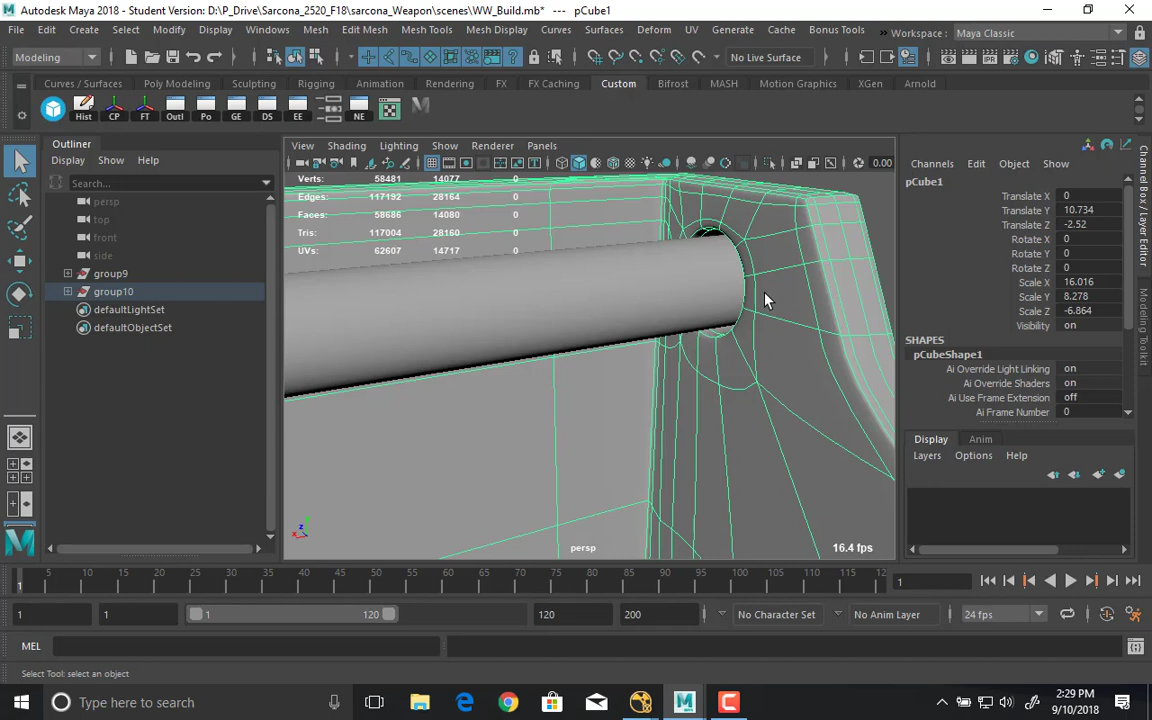 Autodesk Maya 2018 - Student Version: D:\P_Drive\Sarcona_2520_F18\sarcona_Weapon\scenes\WW_Build.mb* --- pCube1
File Edit Create Select Modify Display Windows Mesh Edit Mesh Mesh Tools Mesh Display Curves Surfaces Deform UV Generate Cache Bonus Tools » Workspace: Maya Classic
Modeling No Live Surface
Curves / Surfaces Poly Modeling Sculpting Rigging Animation Rendering FX FX Caching Custom Bifrost MASH Motion Graphics XGen Arnold
Hist CP FT Outl Po GE DS EE NE
Outliner
Display Show Help
Search...
persp
top
front
side
group9
group10
defaultLightSet
defaultObjectSet
View Shading Lighting Show Renderer Panels
0.00
Verts: 58481 14077 0
Edges: 117192 28164 0
Faces: 58686 14080 0
Tris: 117004 28160 0
UVs: 62607 14717 0
z
x
persp
16.4 fps
Channels Edit Object Show
pCube1
Translate X 0
Translate Y 10.734
Translate Z -2.52
Rotate X 0
Rotate Y 0
Rotate Z 0
Scale X 16.016
Scale Y 8.278
Scale Z -6.864
Visibility on
SHAPES
pCubeShape1
Ai Override Light Linking on
Ai Override Shaders on
Ai Use Frame Extension off
Ai Frame Number 0
Display Anim
Layers Options Help
Channel Box / Layer Editor
Modeling Toolkit
5 10 15 20 25 30 35 40 45 50 55 60 65 70 75 80 85 90 95 100 105 110 115 12
1 1
1 1 1 120 120 200 No Character Set No Anim Layer 24 fps
MEL
Select Tool: select an object
Type here to search
2:29 PM
9/10/2018